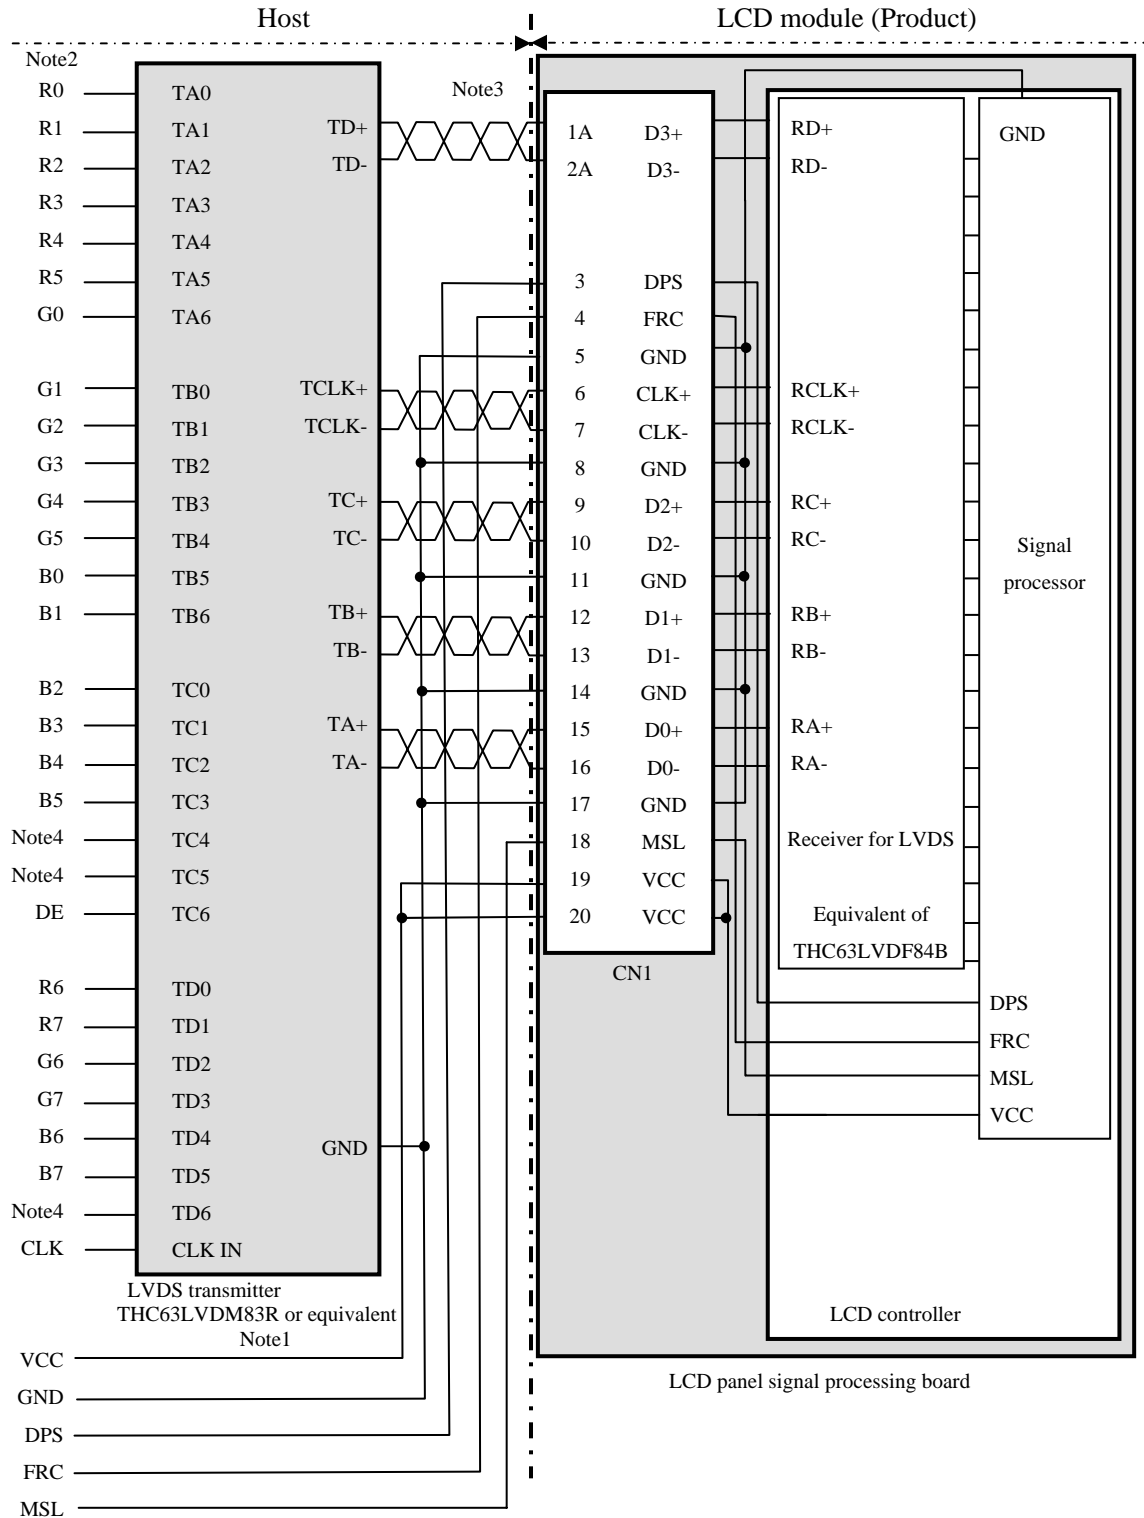 Host
LCD module (Product)
Note2
Note3
R0 TA0
R1 TA1 TD+ 1A D3+ RD+ GND
R2 TA2 TD- 2A D3- RD-
R3 TA3
R4 TA4
R5 TA5 3 DPS
G0 TA6 4 FRC
5 GND
G1 TB0 TCLK+ 6 CLK+ RCLK+
G2 TB1 TCLK- 7 CLK- RCLK-
G3 TB2 8 GND
G4 TB3 TC+ 9 D2+ RC+
G5 TB4 TC- 10 D2- RC- Signal
B0 TB5 11 GND processor
B1 TB6 TB+ 12 D1+ RB+
TB- 13 D1- RB-
B2 TC0 14 GND
B3 TC1 TA+ 15 D0+ RA+
B4 TC2 TA- 16 D0- RA-
B5 TC3 17 GND
Note4 TC4 18 MSL Receiver for LVDS
Note4 TC5 19 VCC
DE TC6 20 VCC Equivalent of
THC63LVDF84B
CN1
R6 TD0 DPS
R7 TD1
G6 TD2 FRC
G7 TD3 MSL
B6 TD4 GND VCC
B7 TD5
Note4 TD6
CLK CLK IN
LVDS transmitter
THC63LVDM83R or equivalent
Note1
LCD controller
VCC
LCD panel signal processing board
GND
DPS
FRC
MSL